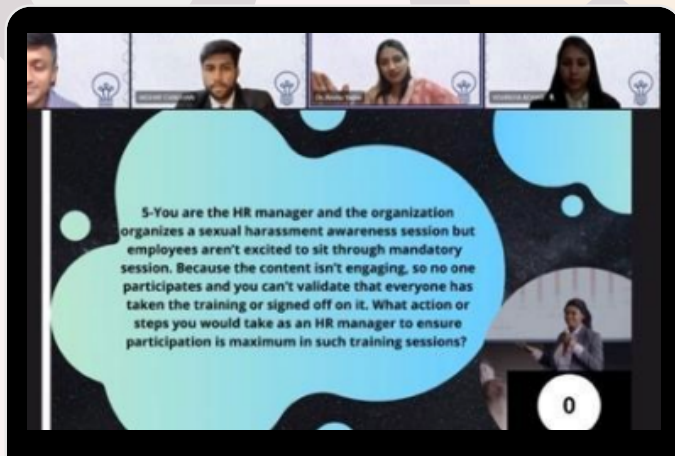 5-You are the HR manager and the organization
organizes a sexual harassment awareness session but
employees aren't excited to sit through mandatory
session. Because the content isn't engaging, so no one
participates and you can't validate that everyone has
taken the training or signed off on it. What action or
steps you would take as an HR manager to ensure
participation is maximum in such training sessions?
0